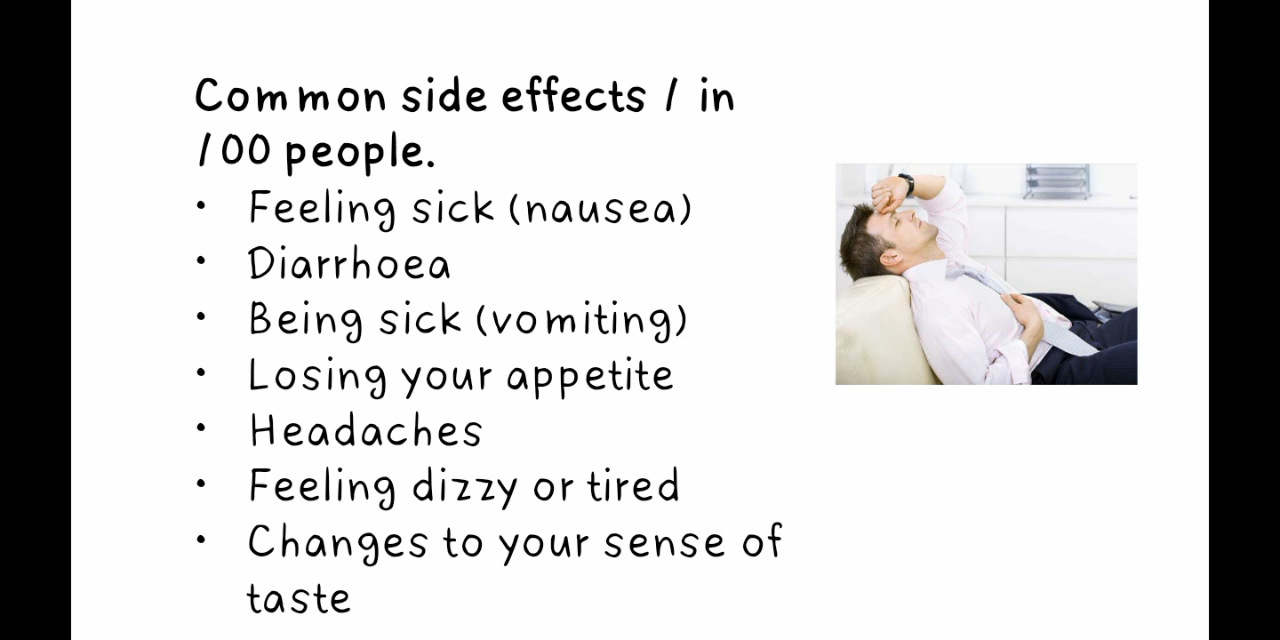 Common side effects 1 in
100 people.
• Feeling sick (nausea)
• Diarrhoea
• Being sick (vomiting)
• Losing your appetite
• Headaches
• Feeling dizzy or tired
• Changes to your sense of
taste